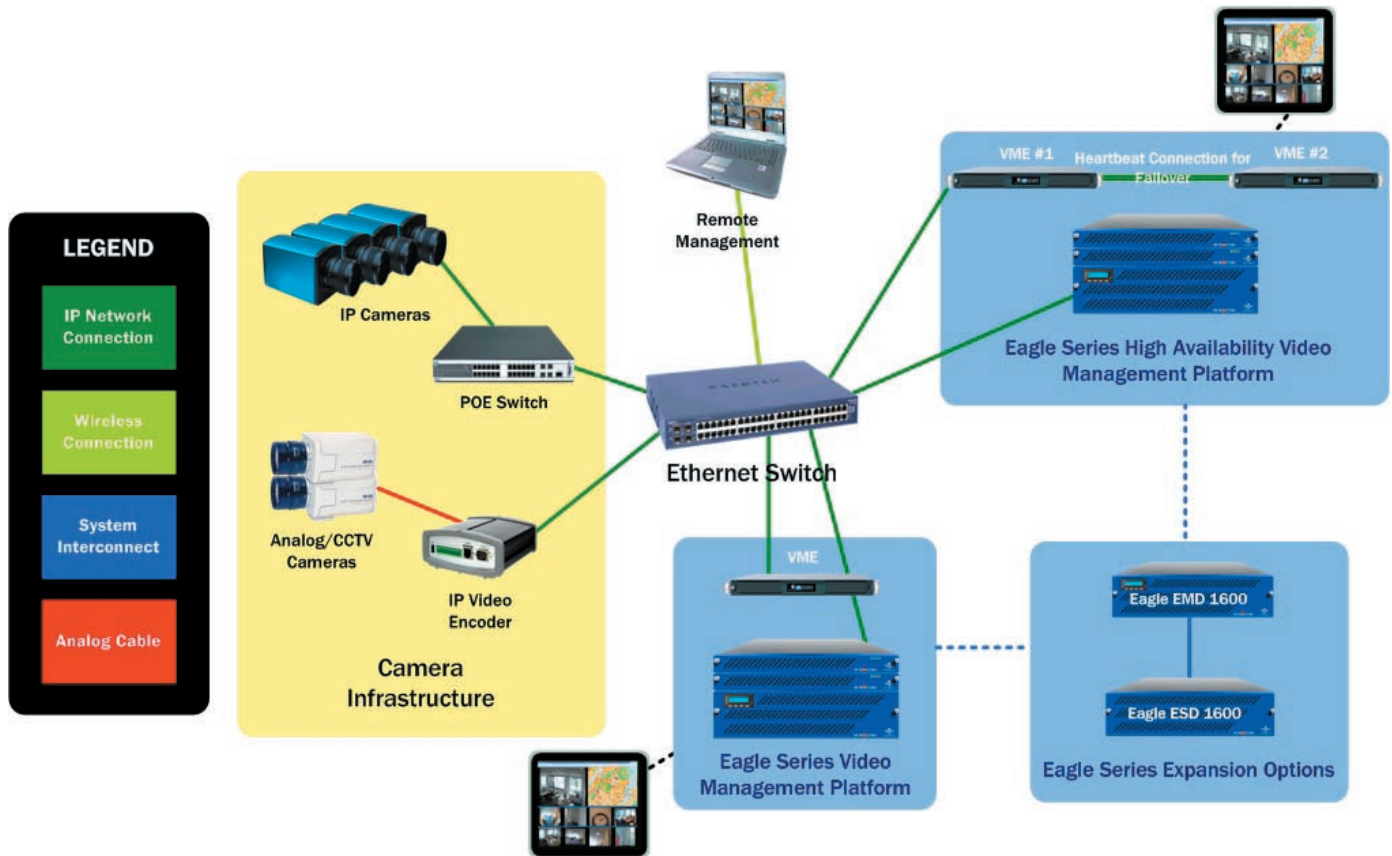 LEGEND
IP Network
Connection
Wireless
Connection
System
Interconnect
Analog Cable
IP Cameras
POE Switch
Analog/CCTV
Cameras
IP Video
Encoder
Camera
Infrastructure
Remote
Management
Ethernet Switch
VME #1
Heartbeat Connection for
Failover
VME #2
Eagle Series High Availability Video
Management Platform
VME
Eagle Series Video
Management Platform
Eagle EMD 1600
Eagle ESD 1600
Eagle Series Expansion Options